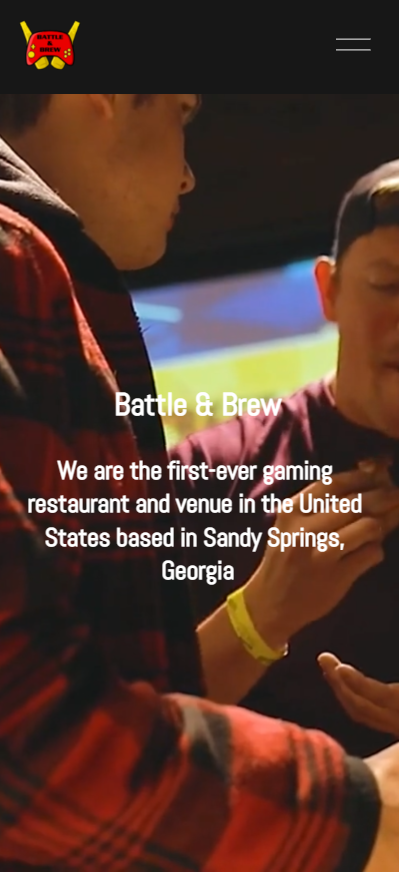 BATTLE
&
BREW
Battle & Brew
We are the first-ever gaming
restaurant and venue in the United
States based in Sandy Springs,
Georgia